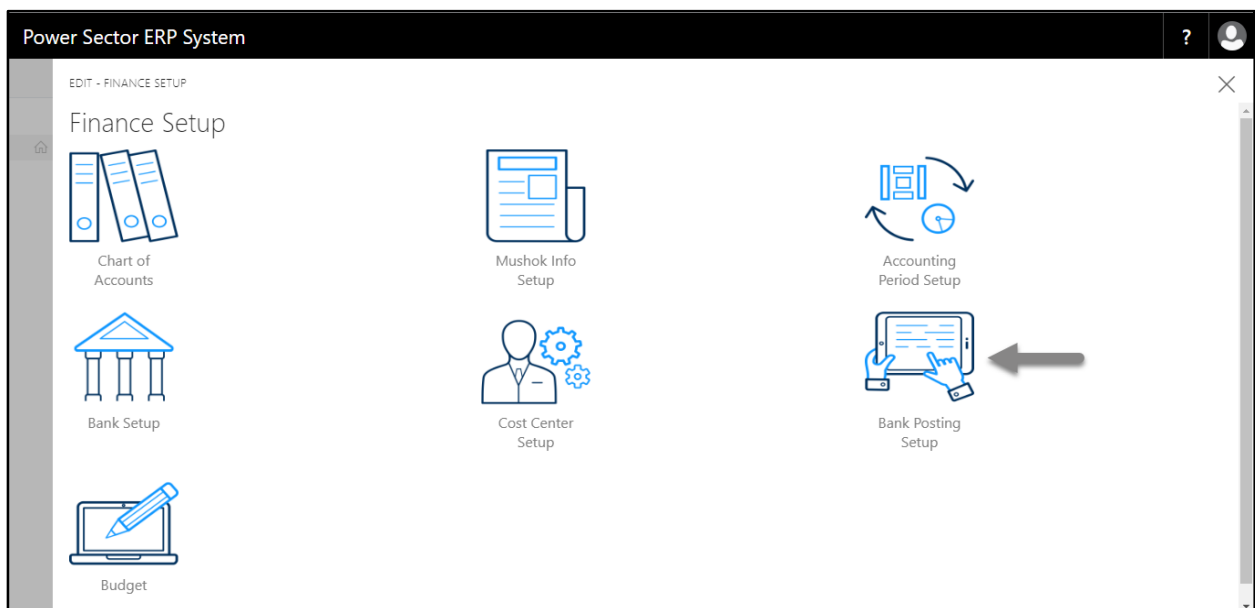 Power Sector ERP System
?
EDIT - FINANCE SETUP
Finance Setup
Chart of
Accounts
Mushok Info
Setup
Accounting
Period Setup
Bank Setup
Cost Center
Setup
Bank Posting
Setup
Budget